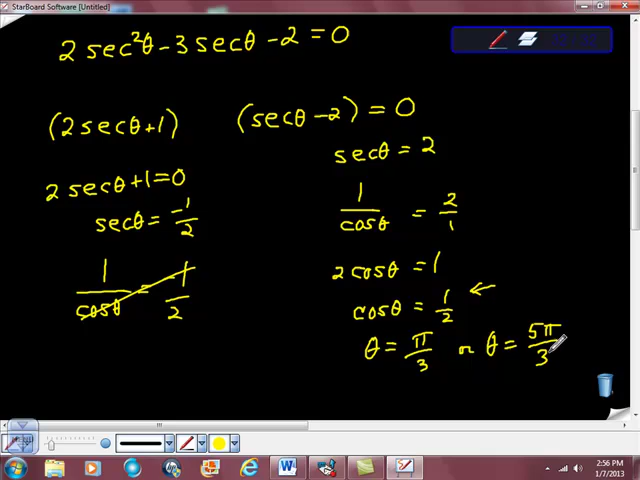 StarBoard Software
2 sec²θ - 3 secθ - 2 = 0
(2 secθ + 1) (secθ - 2) = 0
2 secθ + 1 = 0
secθ = -1/2
1/cosθ = -1/2
secθ = 2
1/cosθ = 2/1
2 cosθ = 1
cosθ = 1/2 ←
θ = π/3 or θ = 5π/3
2:56 PM
1/7/2013